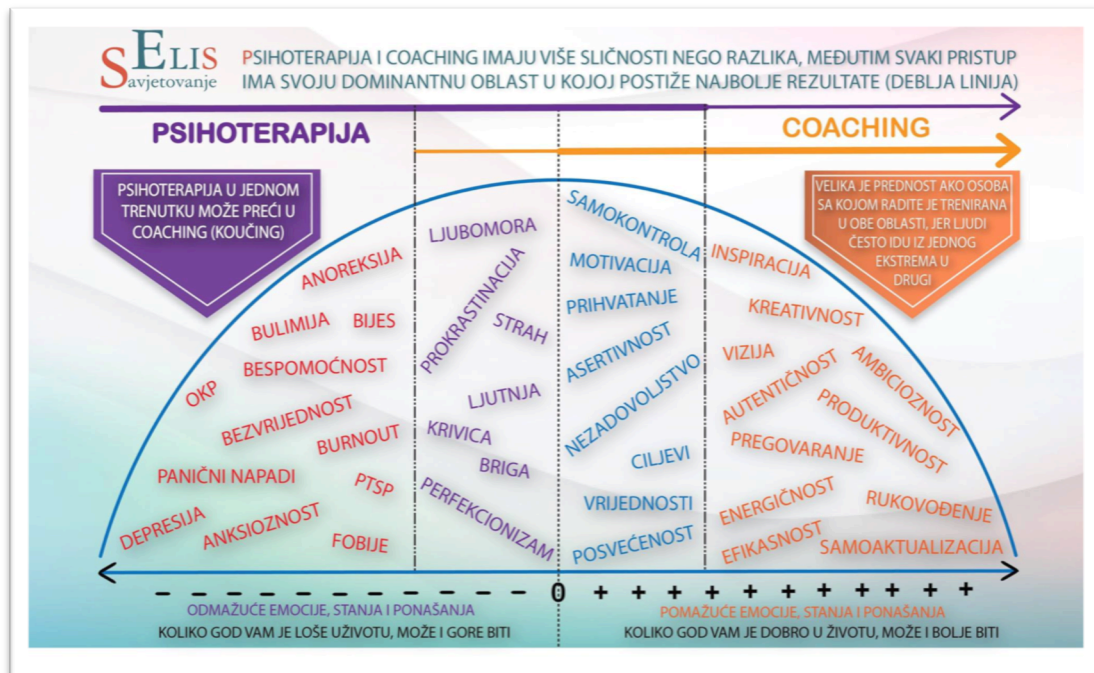 SELIS
Savjetovanje
PSIHOTERAPIJA I COACHING IMAJU VIŠE SLIČNOSTI NEGO RAZLIKA, MEĐUTIM SVAKI PRISTUP
IMA SVOJU DOMINANTNU OBLAST U KOJOJ POSTIŽE NAJBOLJE REZULTATE (DEBLJA LINIJA)
PSIHOTERAPIJA
COACHING
PSIHOTERAPIJA U JEDNOM
TRENUTKU MOŽE PREĆI U
COACHING (KOUČING)
VELIKA JE PREDNOST AKO OSOBA
SA KOJOM RADITE JE TRENIRANA
U OBE OBLASTI, JER LJUDI
ČESTO IDU IZ JEDNOG
EKSTREMA U
DRUGI
ANOREKSIJA
BULIMIJA
BIJES
BESPOMOĆNOST
OKP
BEZVRIJEDNOST
BURNOUT
PANIČNI NAPADI
PTSP
DEPRESIJA
ANKSIOZNOST
FOBIJE
LJUBOMORA
PROKRASTINACIJA
STRAH
LJUTNJA
KRIVICA
BRIGA
PERFEKCIONIZAM
SAMOKONTROLA
MOTIVACIJA
PRIHVATANJE
ASERTIVNOST
NEZADOVOLJSTVO
CILJEVI
VRIJEDNOSTI
POSVEĆENOST
INSPIRACIJA
KREATIVNOST
VIZIJA
AMBICIOZNOST
AUTENTIČNOST
PRODUKTIVNOST
PREGOVARANJE
ENERGIČNOST
RUKOVOĐENJE
EFIKASNOST
SAMOAKTUALIZACIJA
- - - - - - - - - - - 0 + + + + + + + + + + +
ODMAŽUĆE EMOCIJE, STANJA I PONAŠANJA
KOLIKO GOD VAM JE LOŠE UŽIVOTU, MOŽE I GORE BITI
POMAŽUĆE EMOCIJE, STANJA I PONAŠANJA
KOLIKO GOD VAM JE DOBRO U ŽIVOTU, MOŽE I BOLJE BITI